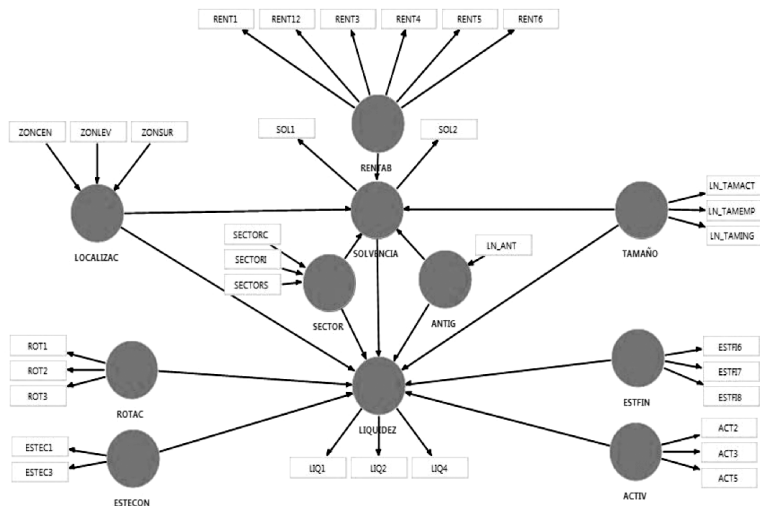 RENT1 RENT12 RENT3 RENT4 RENT5 RENT6
ZONCEN ZONLEV ZONSUR
SOL1 SOL2
RENTAB
LN_TAMACT
LN_TAMEMP
LN_TAMING
SECTORC
SECTORI
SECTORS
LN_ANT
LOCALIZAC
SOLVENCIA
TAMAÑO
SECTOR
ANTIG
ROT1
ROT2
ROT3
ROTAC
ESTFI6
ESTFI7
ESTFI8
ESTFIN
LIQUIDEZ
ESTEC1
ESTEC3
ESTECON
LIQ1 LIQ2 LIQ4
ACT2
ACT3
ACT5
ACTIV